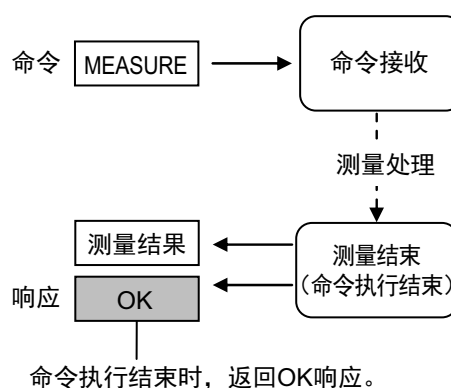 命令 MEASURE 命令接收
测量处理
测量结果 测量结束
(命令执行结束)
响应 OK
命令执行结束时，返回OK响应。